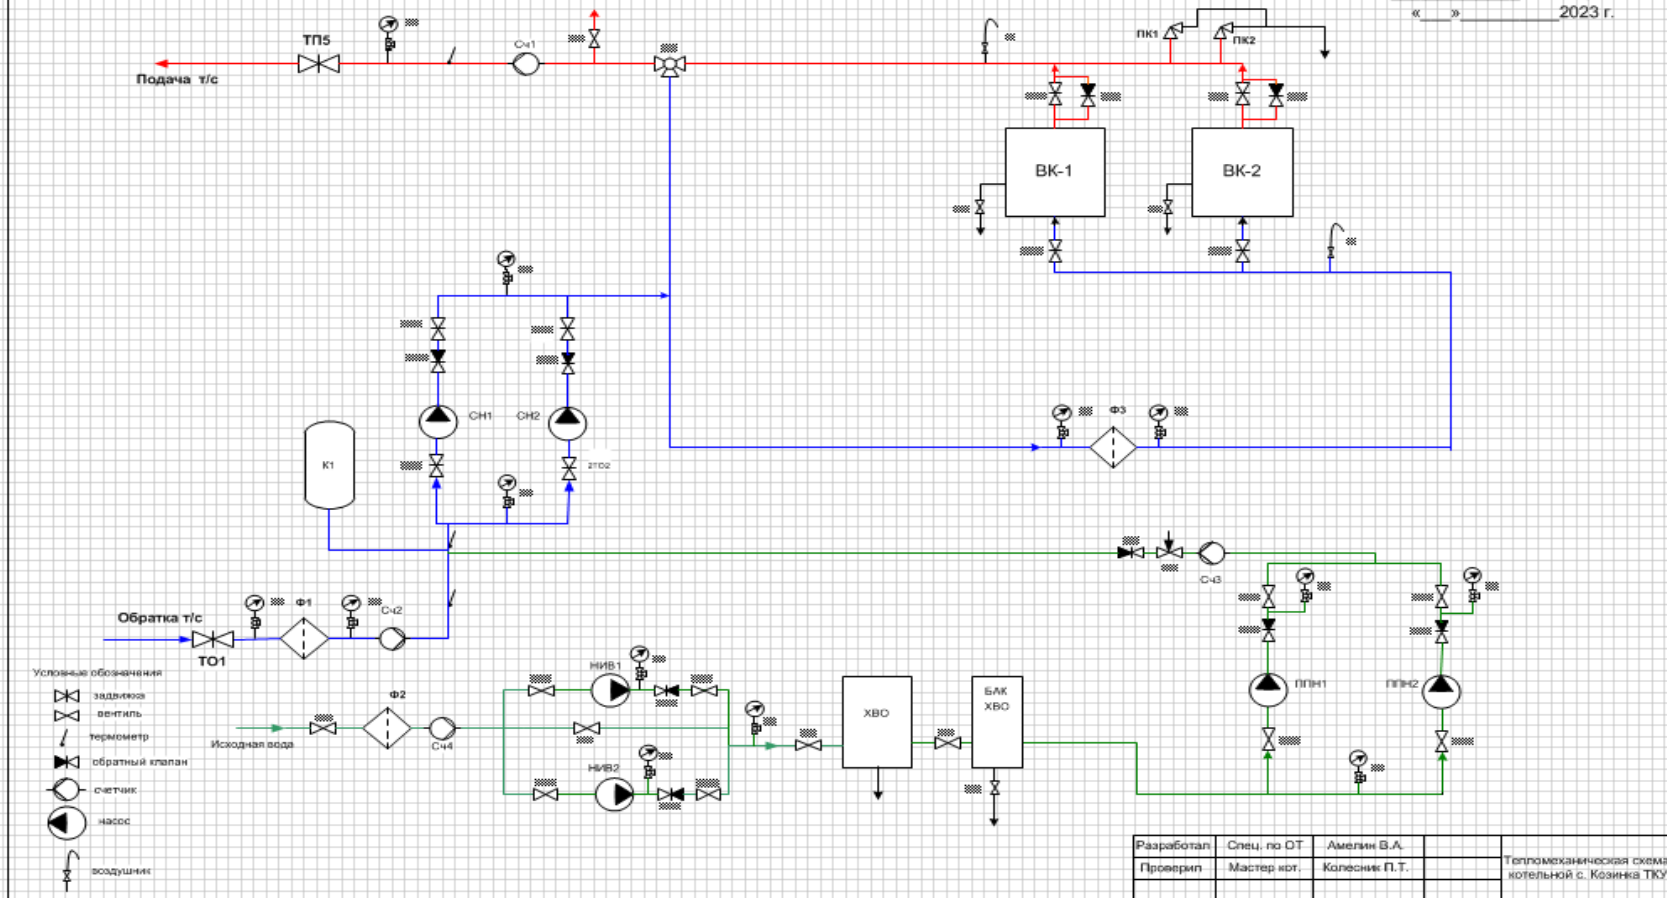 «___»______________2023 г.
ТП5
Сч1
ПК1
ПК2
Подача т/с
ВК-1
ВК-2
СН1
СН2
Ф3
К1
2ТО2
Сч3
Обратка т/с
Ф1
Сч2
ТО1
Условные обозначения
задвижка
вентиль
термометр
обратный клапан
счетчик
насос
воздушник
Ф2
Исходная вода
Сч4
НИВ1
НИВ2
ХВО
БАК
ХВО
ППН1
ППН2
Разработал Спец. по ОТ Амелин В.А.
Проверил Мастер кот. Колесник П.Т.
Тепломеханическая схема
котельной с. Козинка ТКУ